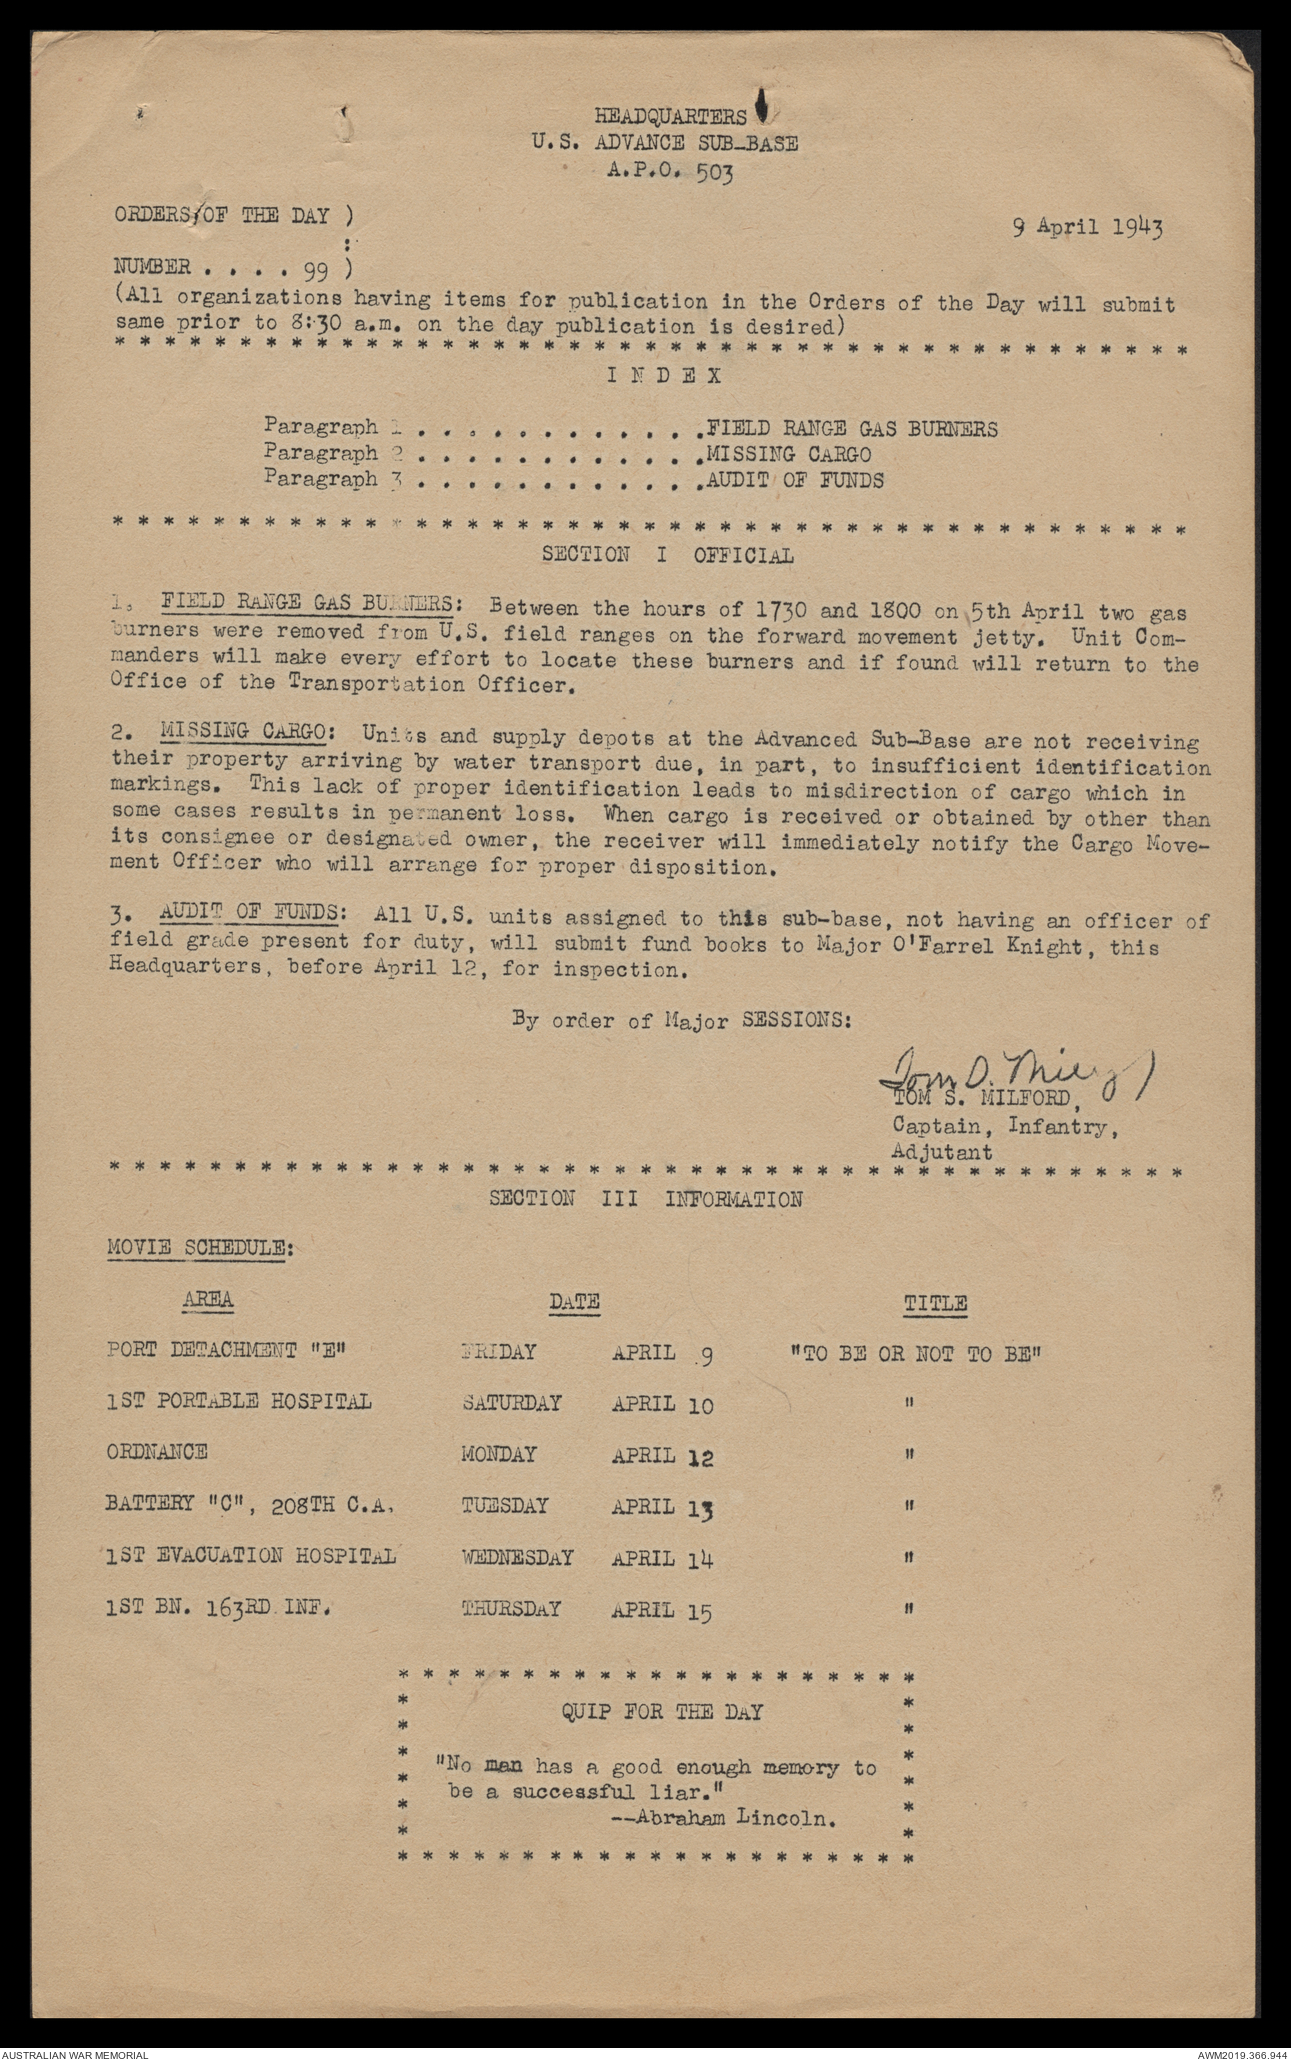 HEADQUARTERS
U.S. ADVANCE SUB-BASE
A.P.O. 503
ORDERS OF THE DAY )
:
9 April 1943
NUMBER . . . . 99 )
(All organizations having items for publication in the Orders of the Day will submit
same prior to 8:30 a.m. on the day publication is desired)
* * * * * * * * * * * * * * * * * * * * * * * * * * * * * * * * * * * * * * * * * * *
I N D E X
Paragraph 1 . . . . . . . . . . . .FIELD RANGE GAS BURNERS
Paragraph 2 . . . . . . . . . . . .MISSING CARGO
Paragraph 3 . . . . . . . . . . . .AUDIT OF FUNDS
* * * * * * * * * * * * * * * * * * * * * * * * * * * * * * * * * * * * * * * * * * *
SECTION I OFFICIAL
1. FIELD RANGE GAS BURNERS: Between the hours of 1730 and 1800 on 5th April two gas
burners were removed from U.S. field ranges on the forward movement jetty. Unit Com-
manders will make every effort to locate these burners and if found will return to the
Office of the Transportation Officer.
2. MISSING CARGO: Units and supply depots at the Advanced Sub-Base are not receiving
their property arriving by water transport due, in part, to insufficient identification
markings. This lack of proper identification leads to misdirection of cargo which in
some cases results in permanent loss. When cargo is received or obtained by other than
its consignee or designated owner, the receiver will immediately notify the Cargo Move-
ment Officer who will arrange for proper disposition.
3. AUDIT OF FUNDS: All U.S. units assigned to this sub-base, not having an officer of
field grade present for duty, will submit fund books to Major O'Farrel Knight, this
Headquarters, before April 12, for inspection.
By order of Major SESSIONS:
TOM S. MILFORD,
Captain, Infantry,
Adjutant
* * * * * * * * * * * * * * * * * * * * * * * * * * * * * * * * * * * * * * * * * * *
SECTION III INFORMATION
MOVIE SCHEDULE:
AREA DATE TITLE
PORT DETACHMENT "E" FRIDAY APRIL 9 "TO BE OR NOT TO BE"
1ST PORTABLE HOSPITAL SATURDAY APRIL 10 "
ORDNANCE MONDAY APRIL 12 "
BATTERY "C", 208TH C.A. TUESDAY APRIL 13 "
1ST EVACUATION HOSPITAL WEDNESDAY APRIL 14 "
1ST BN. 163RD INF. THURSDAY APRIL 15 "
* * * * * * * * * * * * * * * * * * * * *
QUIP FOR THE DAY
"No man has a good enough memory to
be a successful liar."
--Abraham Lincoln.
* * * * * * * * * * * * * * * * * * * * *
AUSTRALIAN WAR MEMORIAL
AWM2019.366.944